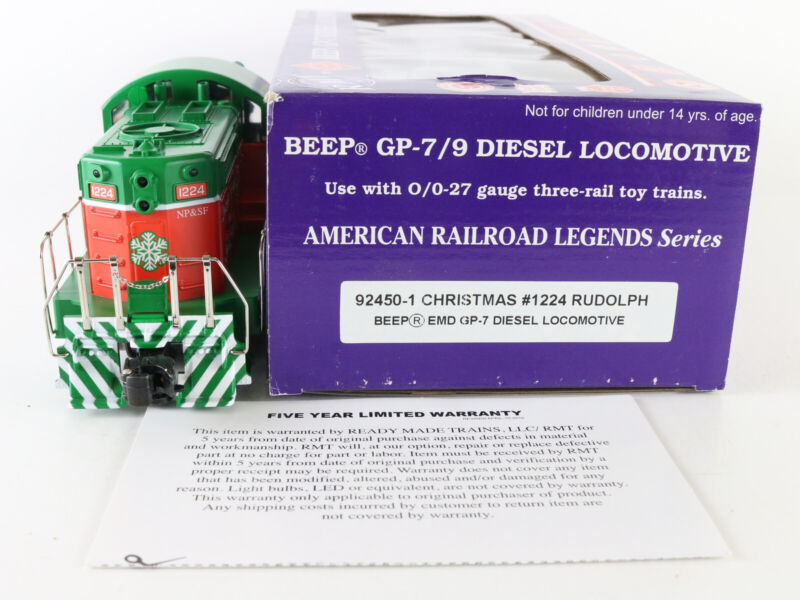 1224
1224
NP&SF
Not for children under 14 yrs. of age.
BEEP® GP-7/9 DIESEL LOCOMOTIVE
Use with O/0-27 gauge three-rail toy trains.
AMERICAN RAILROAD LEGENDS Series
92450-1 CHRISTMAS #1224 RUDOLPH
BEEP® EMD GP-7 DIESEL LOCOMOTIVE
FIVE YEAR LIMITED WARRANTY
This item is warranted by READY MADE TRAINS, LLC/ RMT for
5 years from date of original purchase against defects in material
and workmanship. RMT will, at our option, repair or replace defective
part at no charge for part or labor. Item must be received by RMT
within 5 years from date of original purchase and verification by a
proper receipt may be required. Warranty does not cover any item
that has been modified, altered, abused and/or damaged for any
reason. Light bulbs, LED or equivalent, are not covered by warranty.
This warranty only applicable to original purchaser of product.
Any shipping costs incurred by customer to return item are
not covered by warranty.